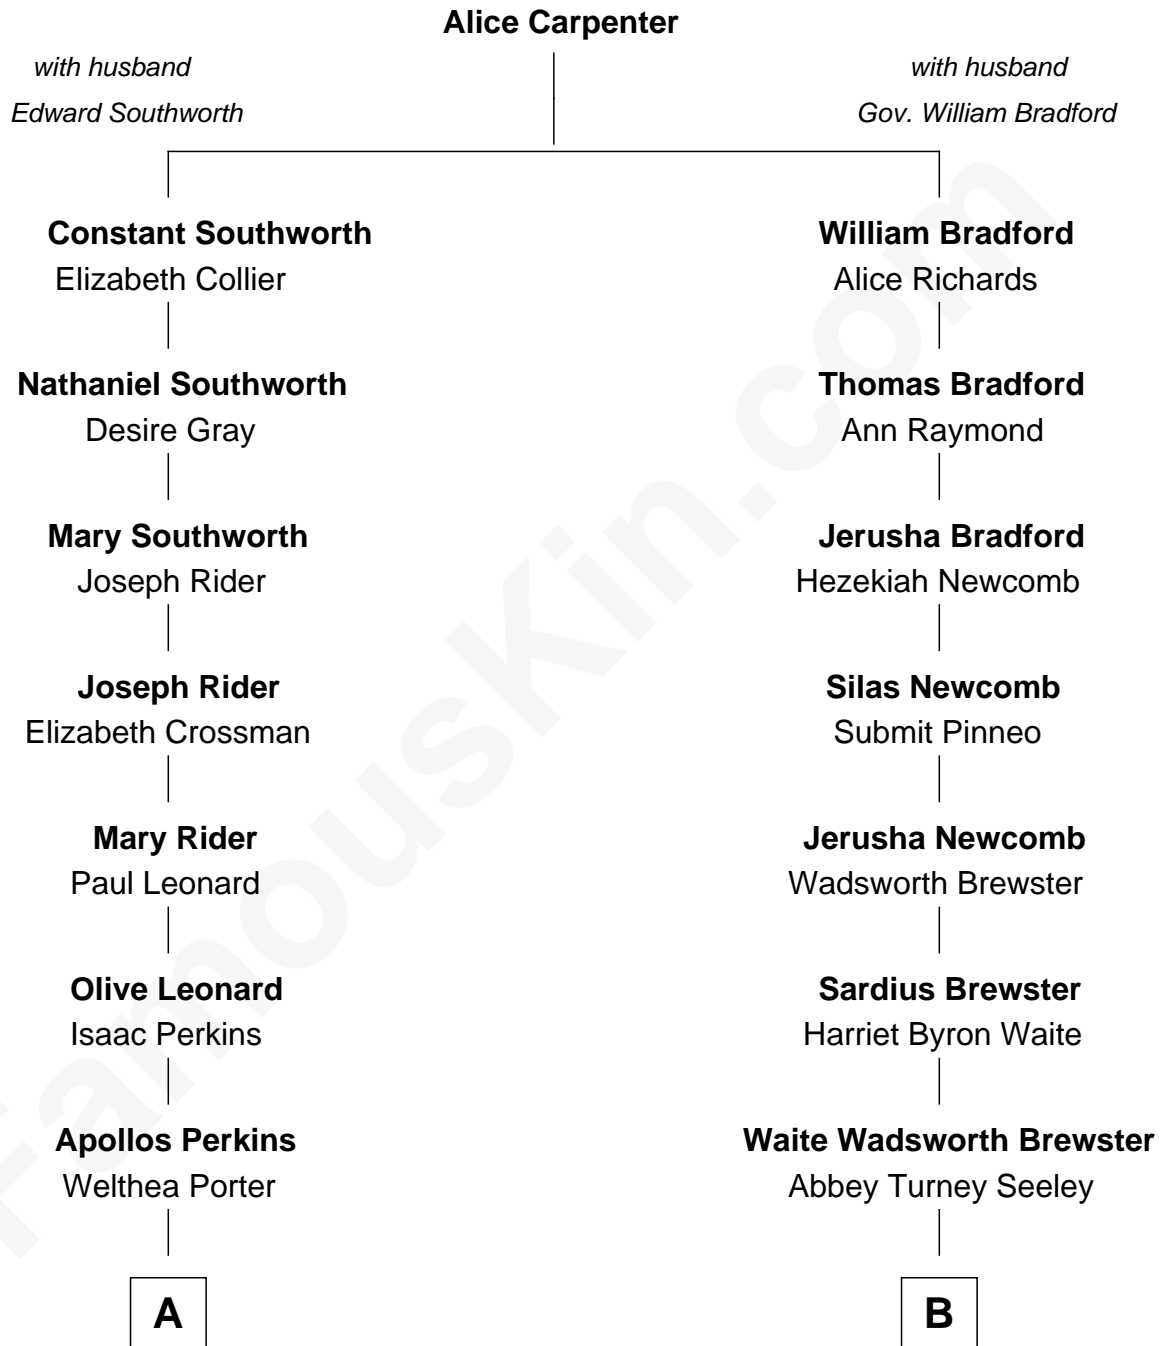 Alice Carpenter
with husband
Edward Southworth
with husband
Gov. William Bradford
Constant Southworth
Elizabeth Collier
William Bradford
Alice Richards
Nathaniel Southworth
Desire Gray
Thomas Bradford
Ann Raymond
Mary Southworth
Joseph Rider
Jerusha Bradford
Hezekiah Newcomb
Joseph Rider
Elizabeth Crossman
Silas Newcomb
Submit Pinneo
Mary Rider
Paul Leonard
Jerusha Newcomb
Wadsworth Brewster
Olive Leonard
Isaac Perkins
Sardius Brewster
Harriet Byron Waite
Apollos Perkins
Welthea Porter
Waite Wadsworth Brewster
Abbey Turney Seeley
A
B
FamousKin.com